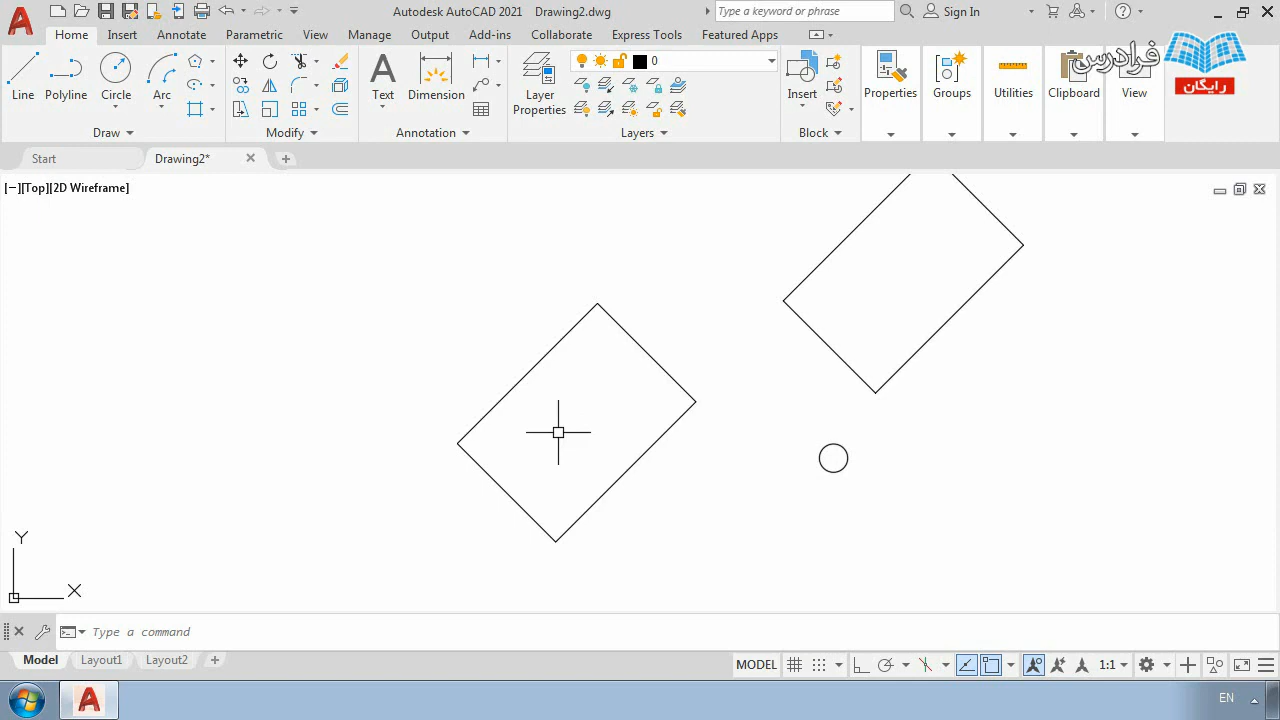 Autodesk AutoCAD 2021 Drawing2.dwg
Type a keyword or phrase
Sign In
Home Insert Annotate Parametric View Manage Output Add-ins Collaborate Express Tools Featured Apps
Line Polyline Circle Arc Text Dimension Layer Properties 0 Insert Properties Groups Utilities Clipboard View
فرادرس
رایگان
Draw Modify Annotation Layers Block
Start Drawing2*
[−][Top][2D Wireframe]
Y
X
Type a command
Model Layout1 Layout2 MODEL 1:1
EN